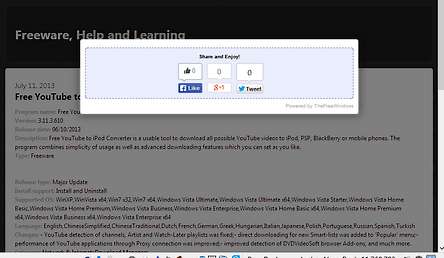 Freeware, Help and Learning
Share and Enjoy!
0
0
0
Like
+1
Tweet
Powered by ThePixelWindows
July 11, 2013
Free YouTube to
Program name: Free You
Version: 3.11.3.610
Release date: 06/10/2013
Description: Free YouTube to iPod Converter is a usable tool to download all possible YouTube videos to iPod, PSP, BlackBerry or mobile phones. The
program combines simplicity of usage as well as advanced downloading features which you can set as you like.
Type: Freeware
Release type: Major Update
Install support: Install and Uninstall
Supported OS: WinXP,WinVista x64,Win7 x32,Win7 x64,Windows Vista Ultimate,Windows Vista Ultimate x64,Windows Vista Starter,Windows Vista
Business,Windows Vista Home Premium,Windows Vista Enterprise,Windows Vista Home Basic x64,Windows Vista Home Premium
x64,Windows Vista Business x64,Windows Vista Enterprise x64
Language: English,ChineseSimplified,ChineseTraditional,Dutch,French,German,Greek,Hungarian,Italian,Japanese,Polish,Portuguese,Russian,Spanish,Turkish
Changes - YouTube detection of channels, Artist and Watch-Later playlists was fixed;- direct downloading for new Smart-lists was added to 'Popular' menu;-
performance of YouTube applications through Proxy connection was improved;- improved detection of DVDVideoSoft browser Add-ons, and much more.